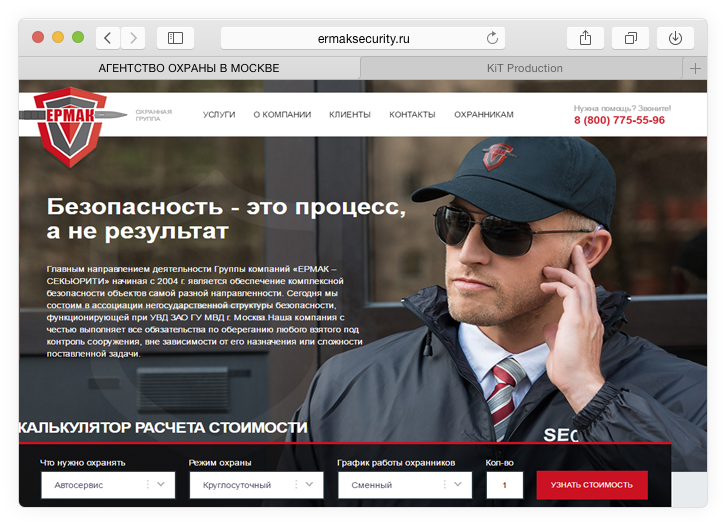 ermaksecurity.ru
АГЕНТСТВО ОХРАНЫ В МОСКВЕ
KiT Production
ЕРМАК
ОХРАННАЯ
ГРУППА
УСЛУГИ
О КОМПАНИИ
КЛИЕНТЫ
КОНТАКТЫ
ОХРАННИКАМ
Нужна помощь? Звоните!
8 (800) 775-55-96
Безопасность - это процесс,
а не результат
Главным направлением деятельности Группы компаний «ЕРМАК –
СЕКЬЮРИТИ» начиная с 2004 г. является обеспечение комплексной
безопасности объектов самой разной направленности. Сегодня мы
состоим в ассоциации негосударственной структуры безопасности,
функционирующей при УВД ЗАО ГУ МВД г. Москва.Наша компания с
честью выполняет все обязательства по обереганию любого взятого под
контроль сооружения, вне зависимости от его назначения или сложности
поставленной задачи.
SEC
КАЛЬКУЛЯТОР РАСЧЕТА СТОИМОСТИ
Что нужно охранять
Режим охраны
График работы охранников
Кол-во
Автосервис
Круглосуточный
Сменный
1
УЗНАТЬ СТОИМОСТЬ